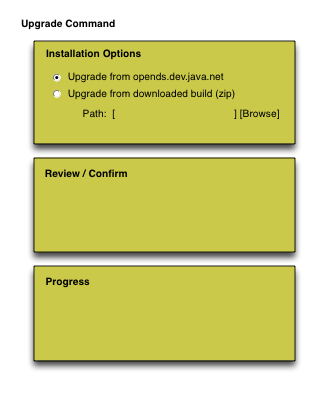 Upgrade Command
Installation Options
Upgrade from opends.dev.java.net
Upgrade from downloaded build (zip)
Path: [ ] [Browse]
Review / Confirm
Progress